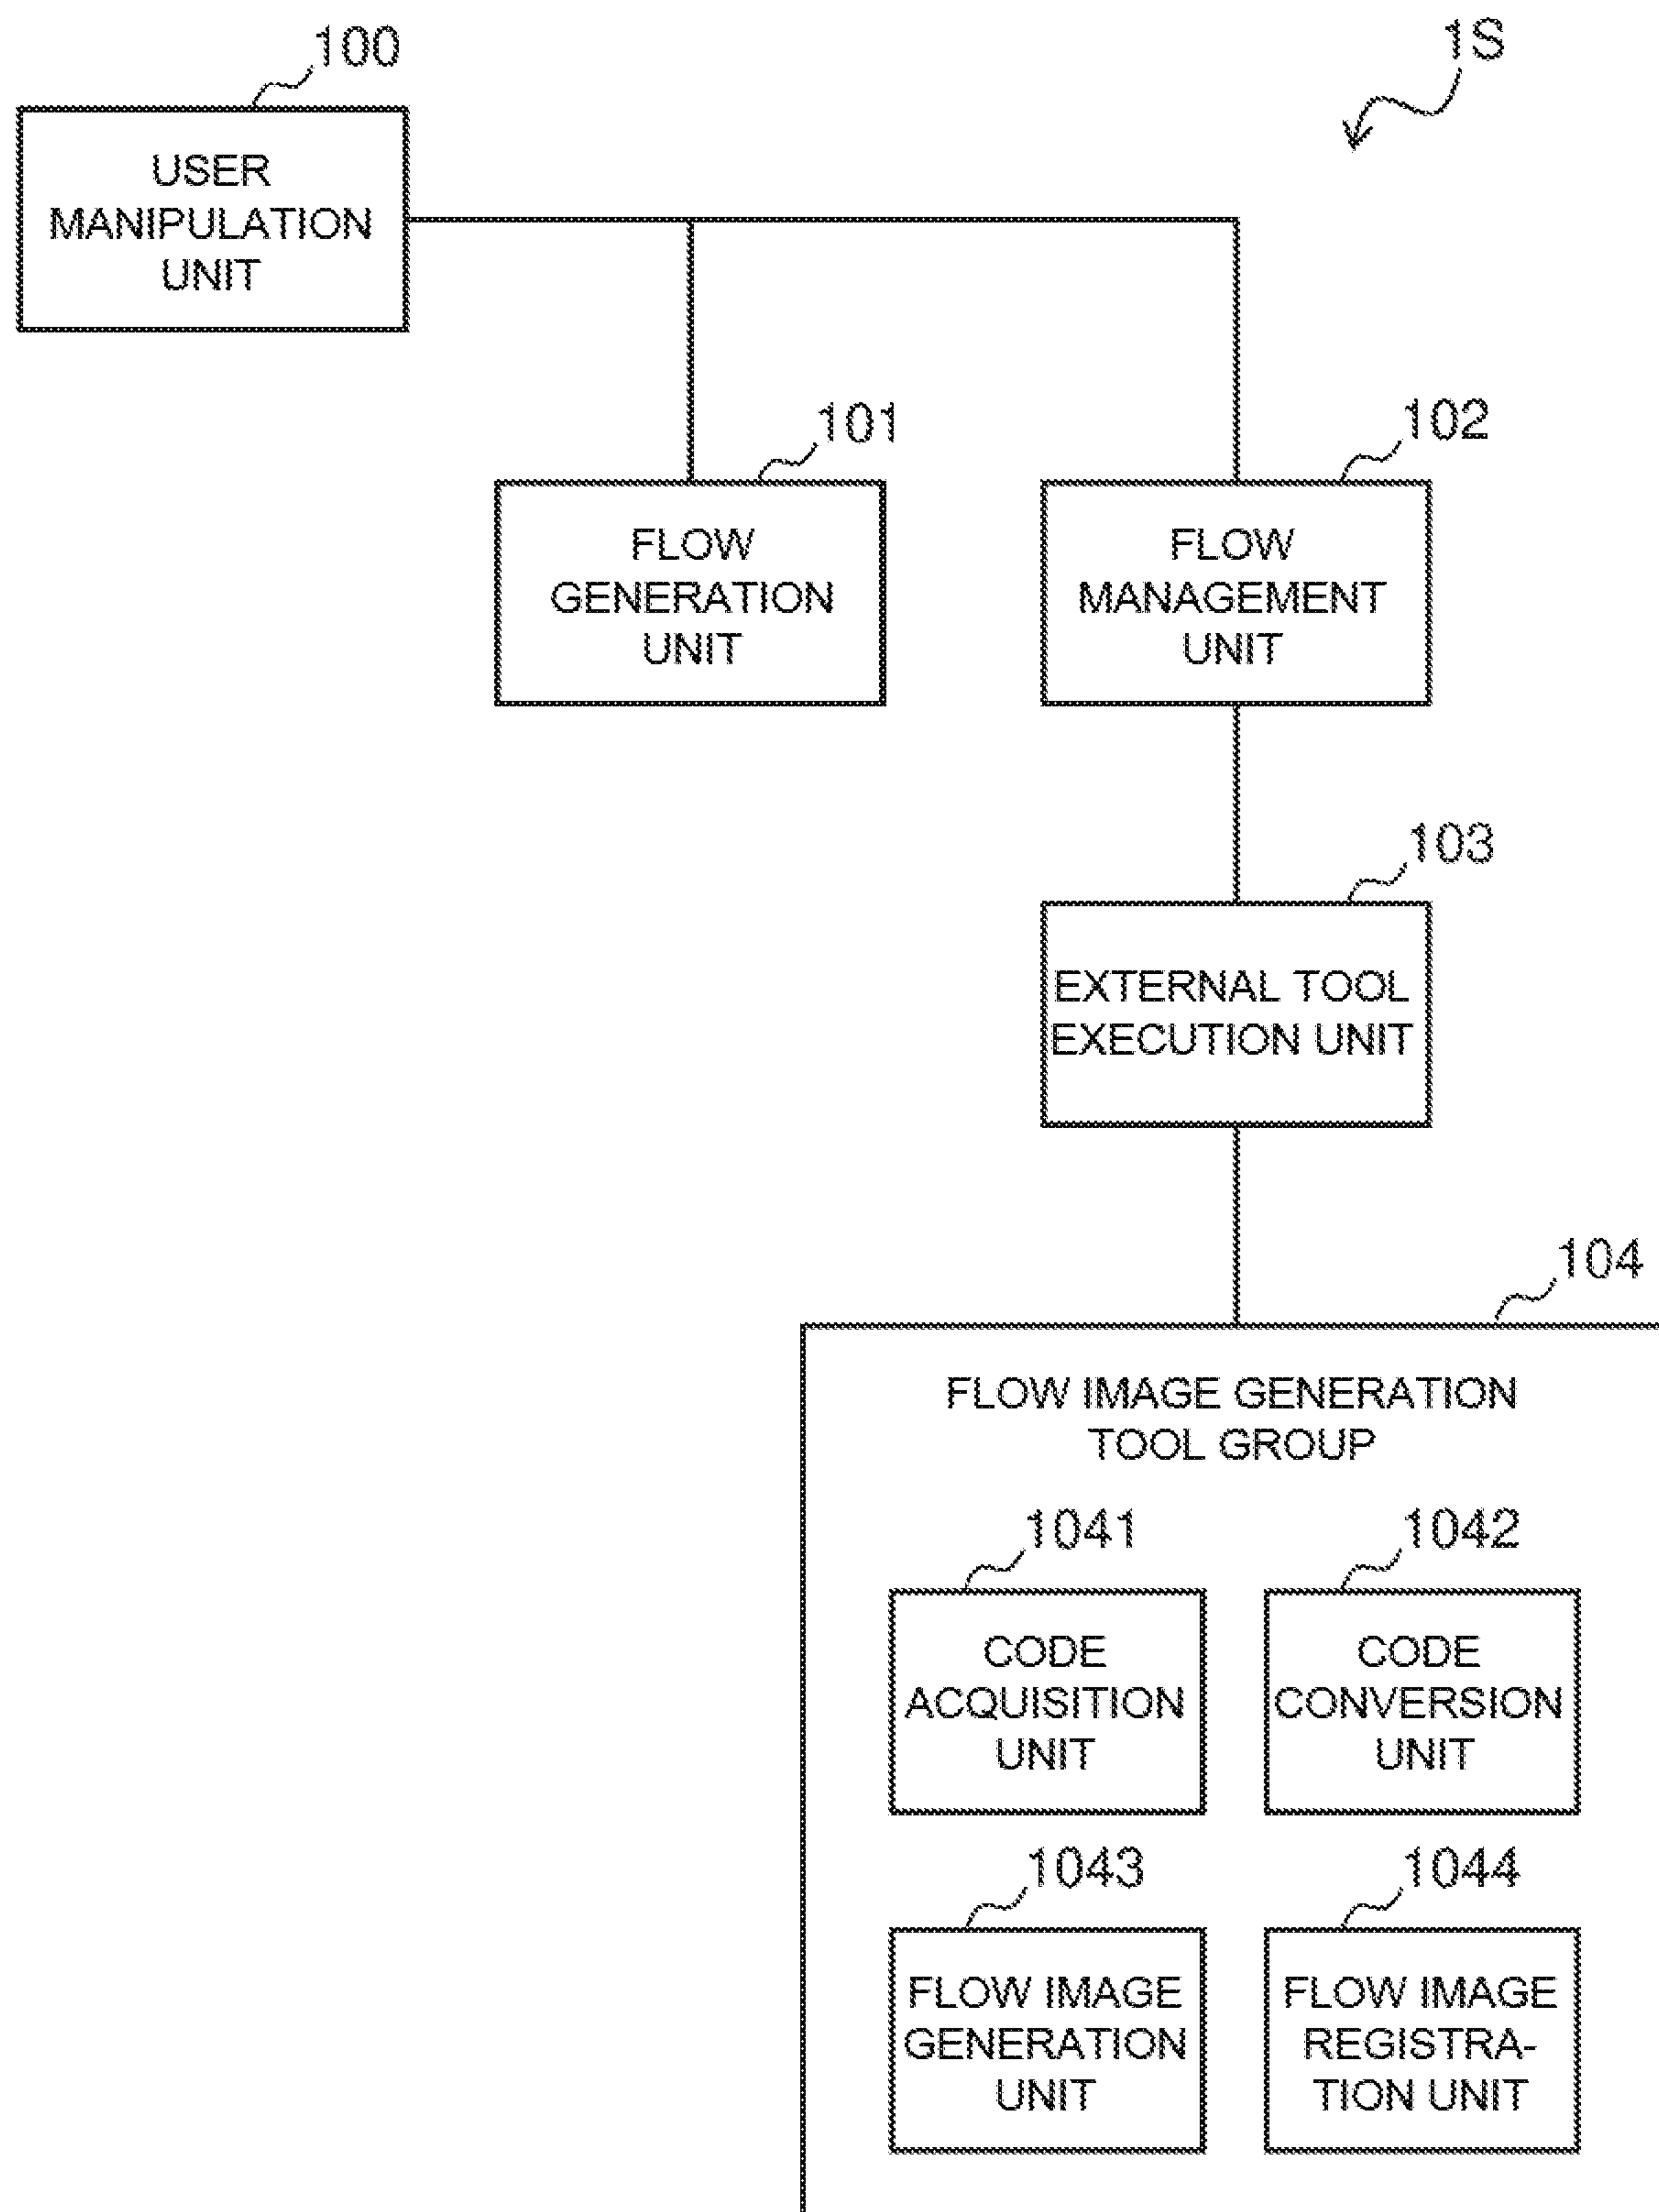 100
1S
USER
MANIPULATION
UNIT
101
102
FLOW
GENERATION
UNIT
FLOW
MANAGEMENT
UNIT
103
EXTERNAL TOOL
EXECUTION UNIT
104
FLOW IMAGE GENERATION
TOOL GROUP
1041
1042
CODE
ACQUISITION
UNIT
CODE
CONVERSION
UNIT
1043
1044
FLOW IMAGE
GENERATION
UNIT
FLOW IMAGE
REGISTRA-
TION UNIT